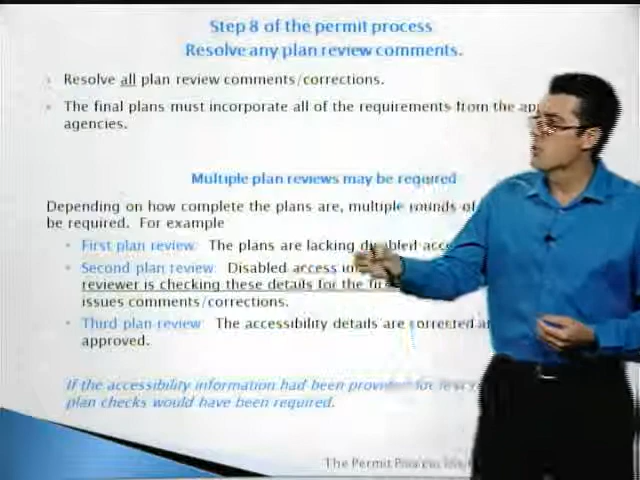 Step 8 of the permit process
Resolve any plan review comments.
Resolve all plan review comments/corrections.
The final plans must incorporate all of the requirements from the
agencies.
Multiple plan reviews may be required
Depending on how complete the plans are, multiple rounds of
be required. For example
First plan review: The plans are lacking disabled
Second plan review: Disabled access
reviewer is checking these details for the
issues comments/corrections.
Third plan review: The accessibility details are corrected
approved.
If the accessibility information had been provided for
plan checks would have been required.
The Permit Process